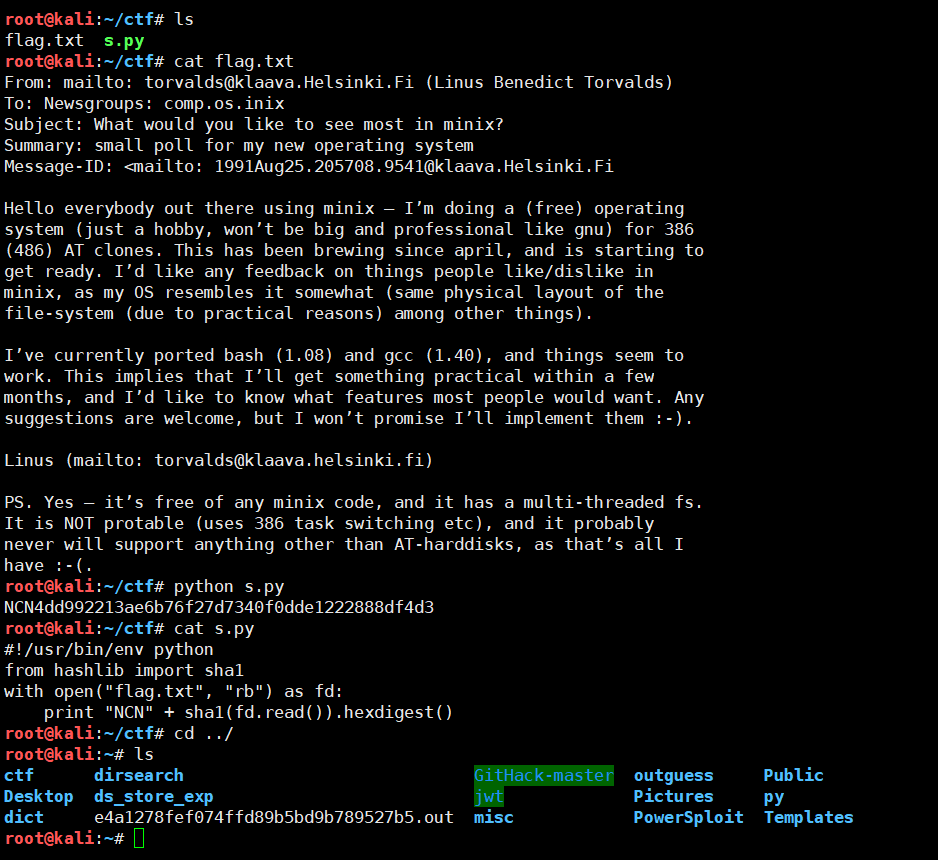 root@kali:~/ctf# ls
flag.txt  s.py
root@kali:~/ctf# cat flag.txt
From: mailto: torvalds@klaava.Helsinki.Fi (Linus Benedict Torvalds)
To: Newsgroups: comp.os.inix
Subject: What would you like to see most in minix?
Summary: small poll for my new operating system
Message-ID: <mailto: 1991Aug25.205708.9541@klaava.Helsinki.Fi

Hello everybody out there using minix – I’m doing a (free) operating
system (just a hobby, won’t be big and professional like gnu) for 386
(486) AT clones. This has been brewing since april, and is starting to
get ready. I’d like any feedback on things people like/dislike in
minix, as my OS resembles it somewhat (same physical layout of the
file-system (due to practical reasons) among other things).

I’ve currently ported bash (1.08) and gcc (1.40), and things seem to
work. This implies that I’ll get something practical within a few
months, and I’d like to know what features most people would want. Any
suggestions are welcome, but I won’t promise I’ll implement them :-).

Linus (mailto: torvalds@klaava.helsinki.fi)

PS. Yes – it’s free of any minix code, and it has a multi-threaded fs.
It is NOT protable (uses 386 task switching etc), and it probably
never will support anything other than AT-harddisks, as that’s all I
have :-(.
root@kali:~/ctf# python s.py
NCN4dd992213ae6b76f27d7340f0dde1222888df4d3
root@kali:~/ctf# cat s.py
#!/usr/bin/env python
from hashlib import sha1
with open("flag.txt", "rb") as fd:
    print "NCN" + sha1(fd.read()).hexdigest()
root@kali:~/ctf# cd ../
root@kali:~# ls
ctf      dirsearch                             GitHack-master  outguess     Public
Desktop  ds_store_exp                          jwt             Pictures     py
dict     e4a1278fef074ffd89b5bd9b789527b5.out  misc            PowerSploit  Templates
root@kali:~#